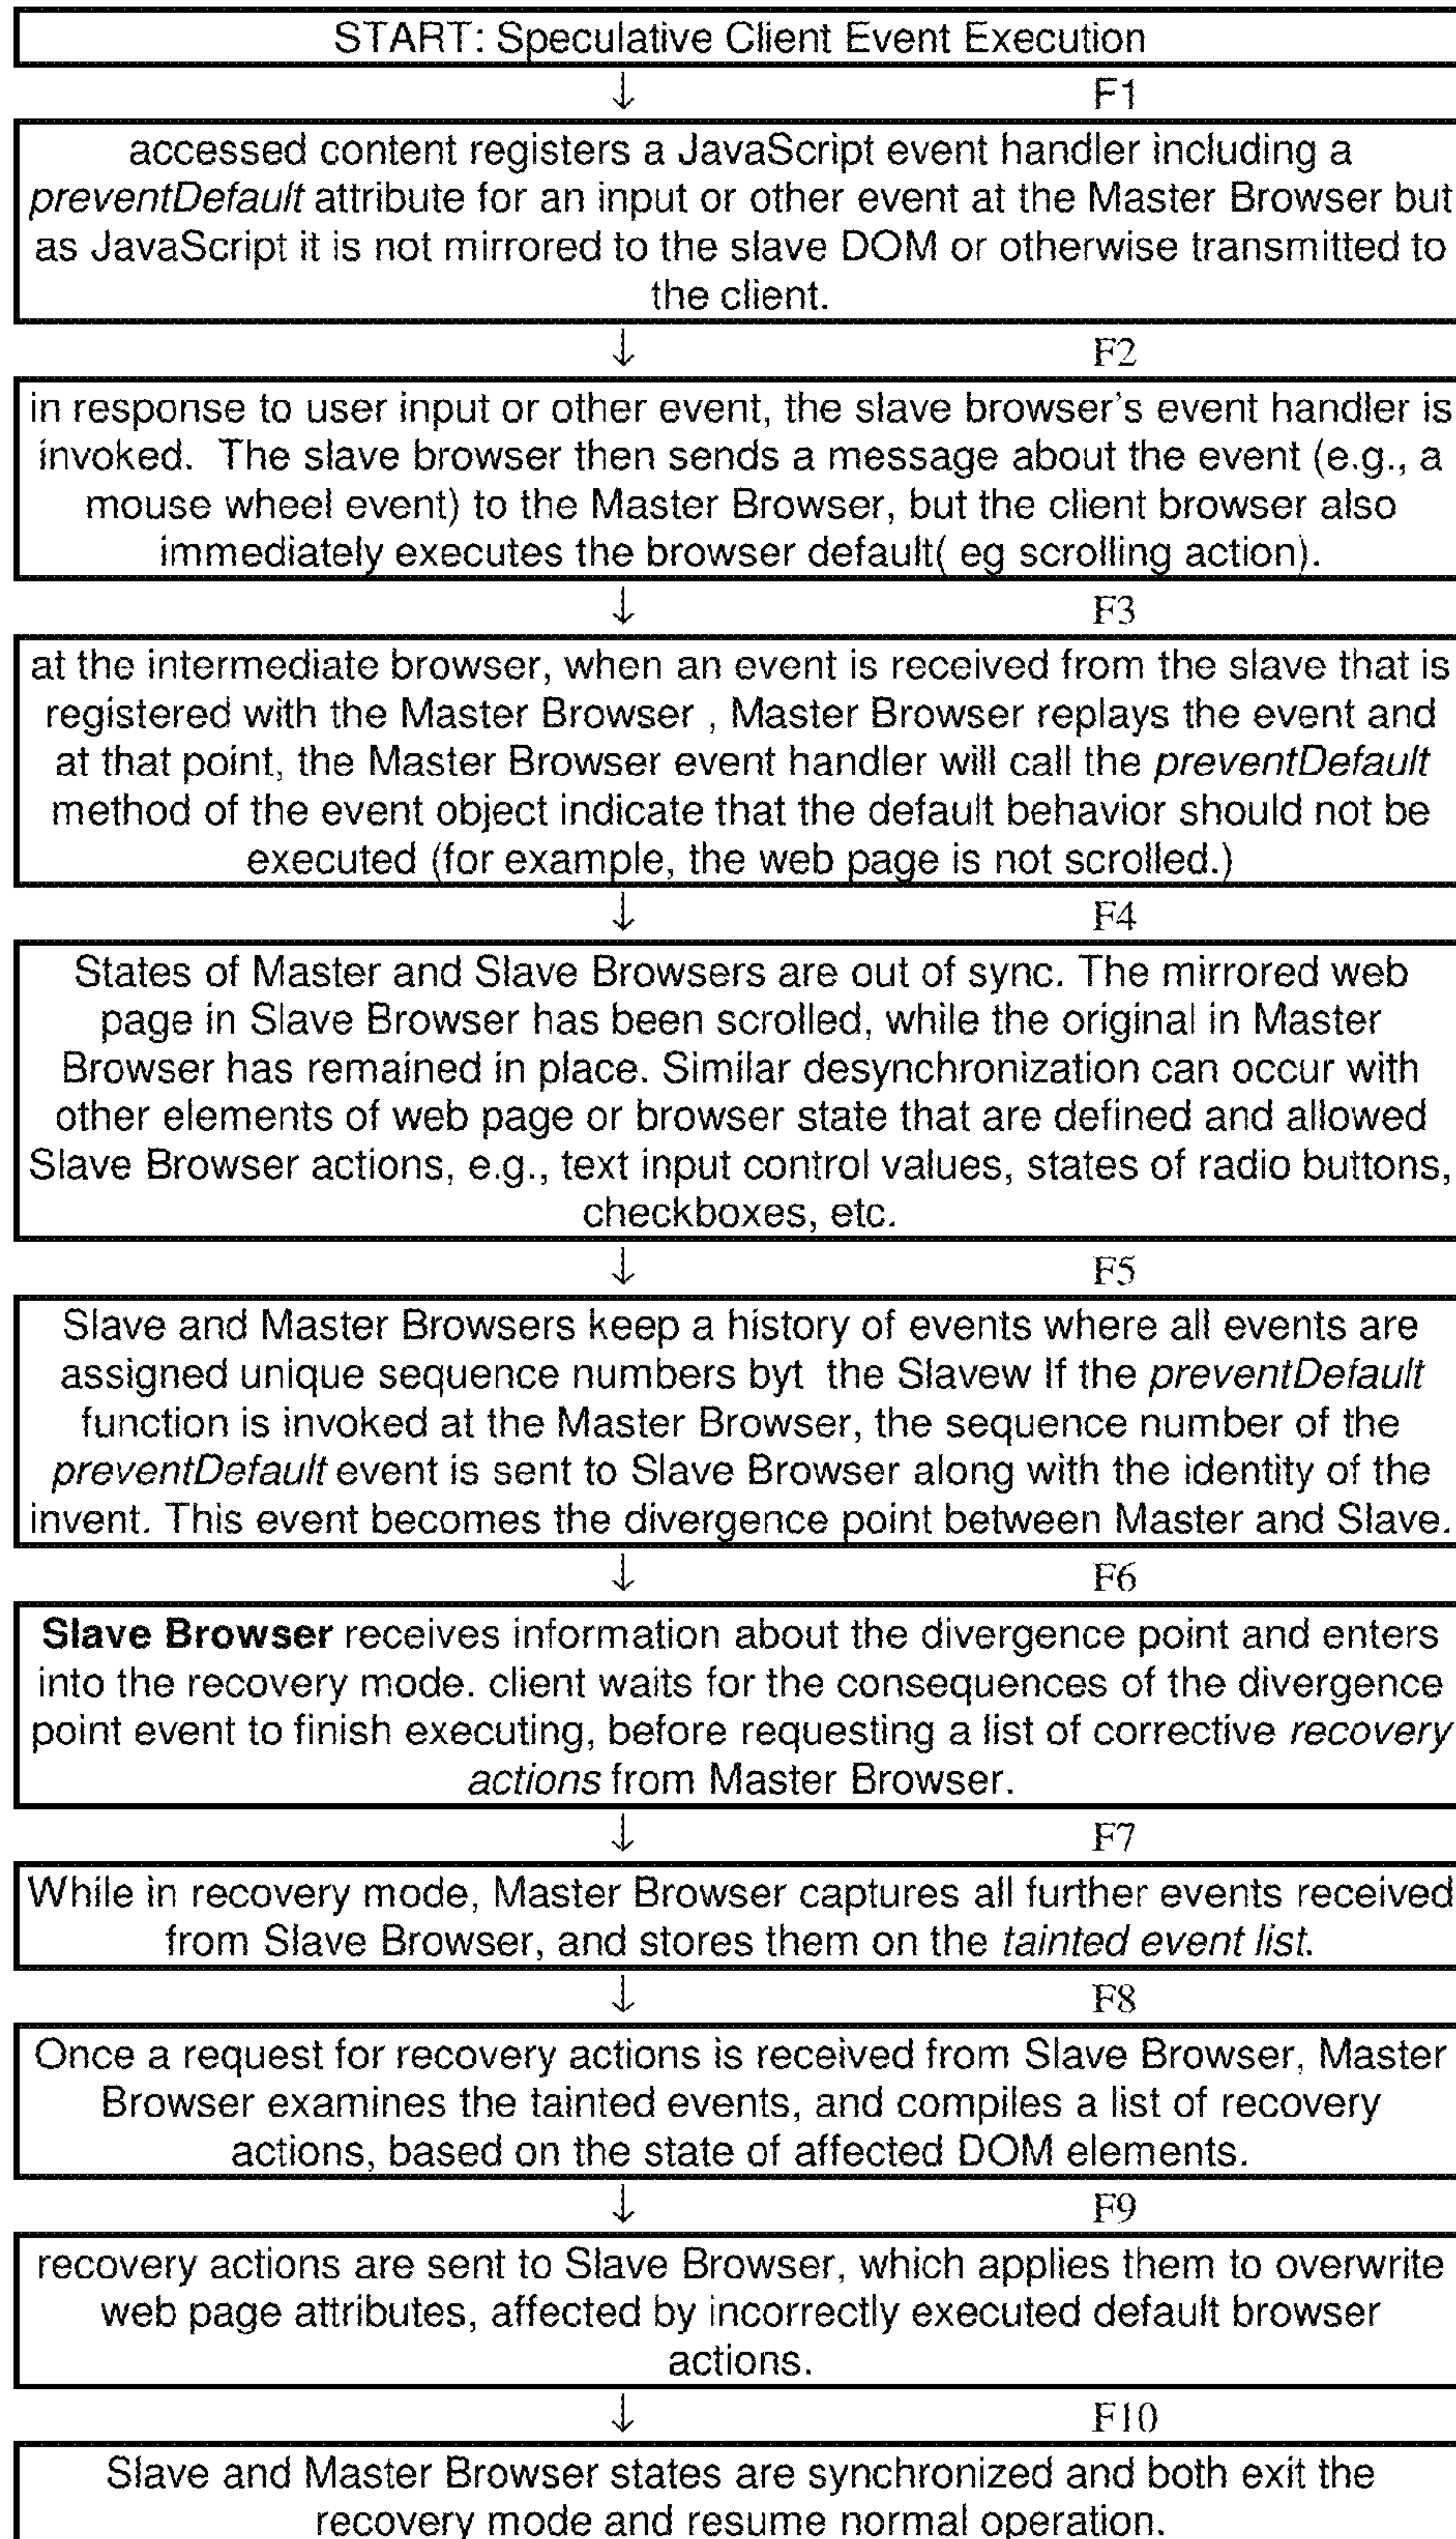 START: Speculative Client Event Execution
↓ F1
accessed content registers a JavaScript event handler including a
preventDefault attribute for an input or other event at the Master Browser but
as JavaScript it is not mirrored to the slave DOM or otherwise transmitted to
the client.
↓ F2
in response to user input or other event, the slave browser's event handler is
invoked. The slave browser then sends a message about the event (e.g., a
mouse wheel event) to the Master Browser, but the client browser also
immediately executes the browser default( eg scrolling action).
↓ F3
at the intermediate browser, when an event is received from the slave that is
registered with the Master Browser , Master Browser replays the event and
at that point, the Master Browser event handler will call the preventDefault
method of the event object indicate that the default behavior should not be
executed (for example, the web page is not scrolled.)
↓ F4
States of Master and Slave Browsers are out of sync. The mirrored web
page in Slave Browser has been scrolled, while the original in Master
Browser has remained in place. Similar desynchronization can occur with
other elements of web page or browser state that are defined and allowed
Slave Browser actions, e.g., text input control values, states of radio buttons,
checkboxes, etc.
↓ F5
Slave and Master Browsers keep a history of events where all events are
assigned unique sequence numbers byt the Slavew If the preventDefault
function is invoked at the Master Browser, the sequence number of the
preventDefault event is sent to Slave Browser along with the identity of the
invent. This event becomes the divergence point between Master and Slave.
↓ F6
Slave Browser receives information about the divergence point and enters
into the recovery mode. client waits for the consequences of the divergence
point event to finish executing, before requesting a list of corrective recovery
actions from Master Browser.
↓ F7
While in recovery mode, Master Browser captures all further events received
from Slave Browser, and stores them on the tainted event list.
↓ F8
Once a request for recovery actions is received from Slave Browser, Master
Browser examines the tainted events, and compiles a list of recovery
actions, based on the state of affected DOM elements.
↓ F9
recovery actions are sent to Slave Browser, which applies them to overwrite
web page attributes, affected by incorrectly executed default browser
actions.
↓ F10
Slave and Master Browser states are synchronized and both exit the
recovery mode and resume normal operation.